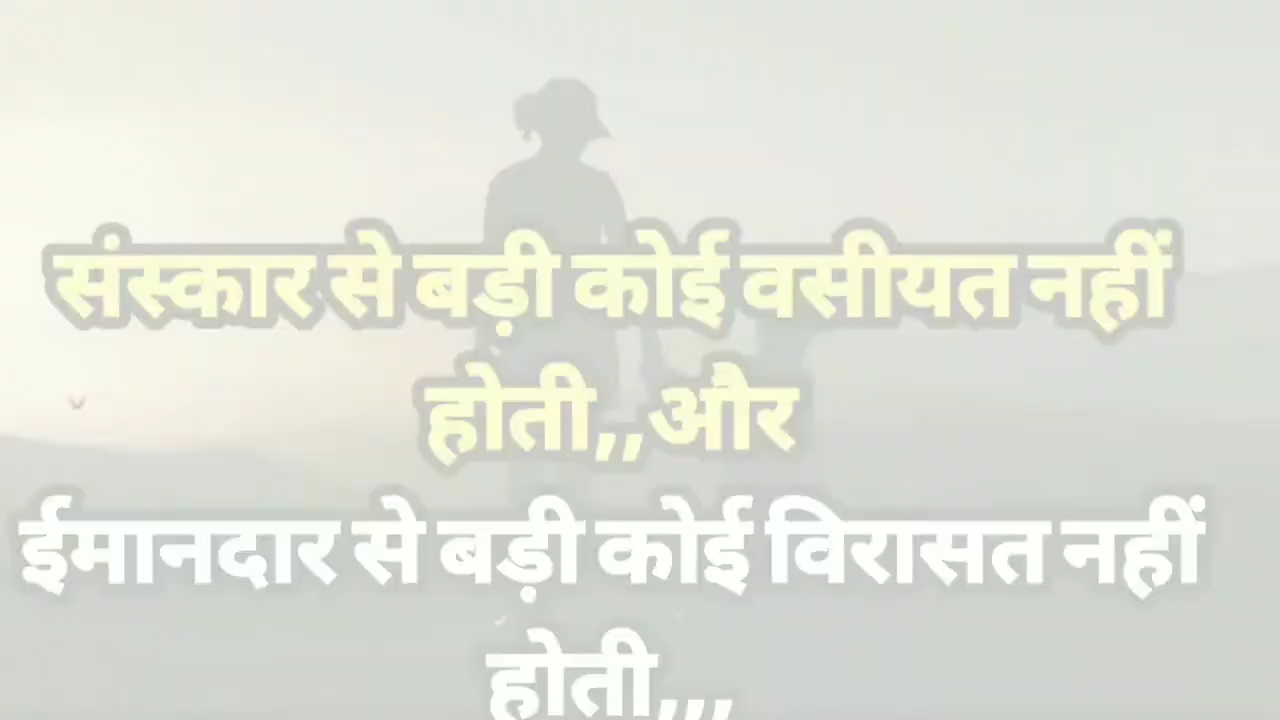 संस्कार से बड़ी कोई वसीयत नहीं
होती,,और
ईमानदार से बड़ी कोई विरासत नहीं
होती,,,